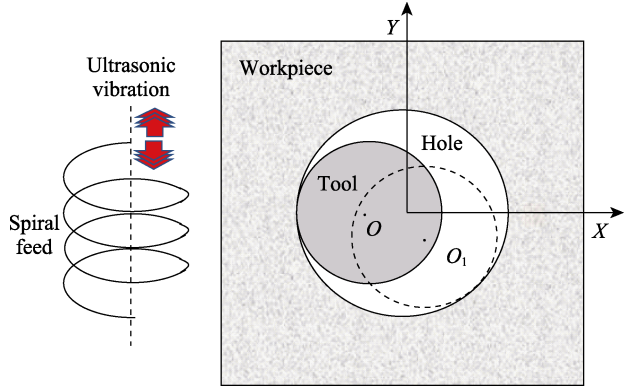 Ultrasonic
vibration
Spiral
feed
Y
Workpiece
Hole
Tool
O
O₁
X